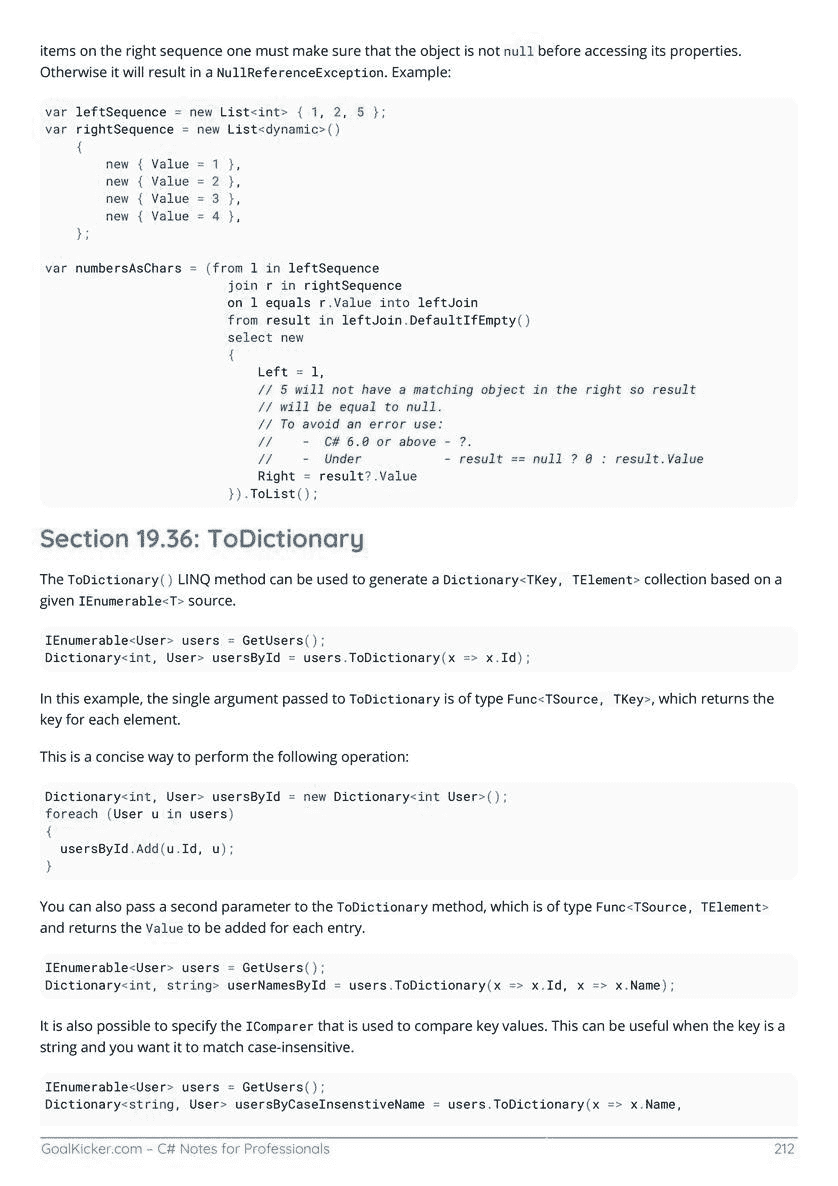 items on the right sequence one must make sure that the object is not null before accessing its properties.
Otherwise it will result in a NullReferenceException. Example:
var leftSequence = new List<int> { 1, 2, 5 };
var rightSequence = new List<dynamic>()
    {
        new { Value = 1 },
        new { Value = 2 },
        new { Value = 3 },
        new { Value = 4 },
    };
var numbersAsChars = (from l in leftSequence
                        join r in rightSequence
                        on l equals r.Value into leftJoin
                        from result in leftJoin.DefaultIfEmpty()
                        select new
                        {
                            Left = l,
                            // 5 will not have a matching object in the right so result
                            // will be equal to null.
                            // To avoid an error use:
                            //    -  C# 6.0 or above - ?.
                            //    -  Under           - result == null ? 0 : result.Value
                            Right = result?.Value
                        }).ToList();
Section 19.36: ToDictionary
The ToDictionary() LINQ method can be used to generate a Dictionary<TKey, TElement> collection based on a
given IEnumerable<T> source.
IEnumerable<User> users = GetUsers();
Dictionary<int, User> usersById = users.ToDictionary(x => x.Id);
In this example, the single argument passed to ToDictionary is of type Func<TSource, TKey>, which returns the
key for each element.
This is a concise way to perform the following operation:
Dictionary<int, User> usersById = new Dictionary<int User>();
foreach (User u in users)
{
  usersById.Add(u.Id, u);
}
You can also pass a second parameter to the ToDictionary method, which is of type Func<TSource, TElement>
and returns the Value to be added for each entry.
IEnumerable<User> users = GetUsers();
Dictionary<int, string> userNamesById = users.ToDictionary(x => x.Id, x => x.Name);
It is also possible to specify the IComparer that is used to compare key values. This can be useful when the key is a
string and you want it to match case-insensitive.
IEnumerable<User> users = GetUsers();
Dictionary<string, User> usersByCaseInsenstiveName = users.ToDictionary(x => x.Name,
GoalKicker.com – C# Notes for Professionals
212